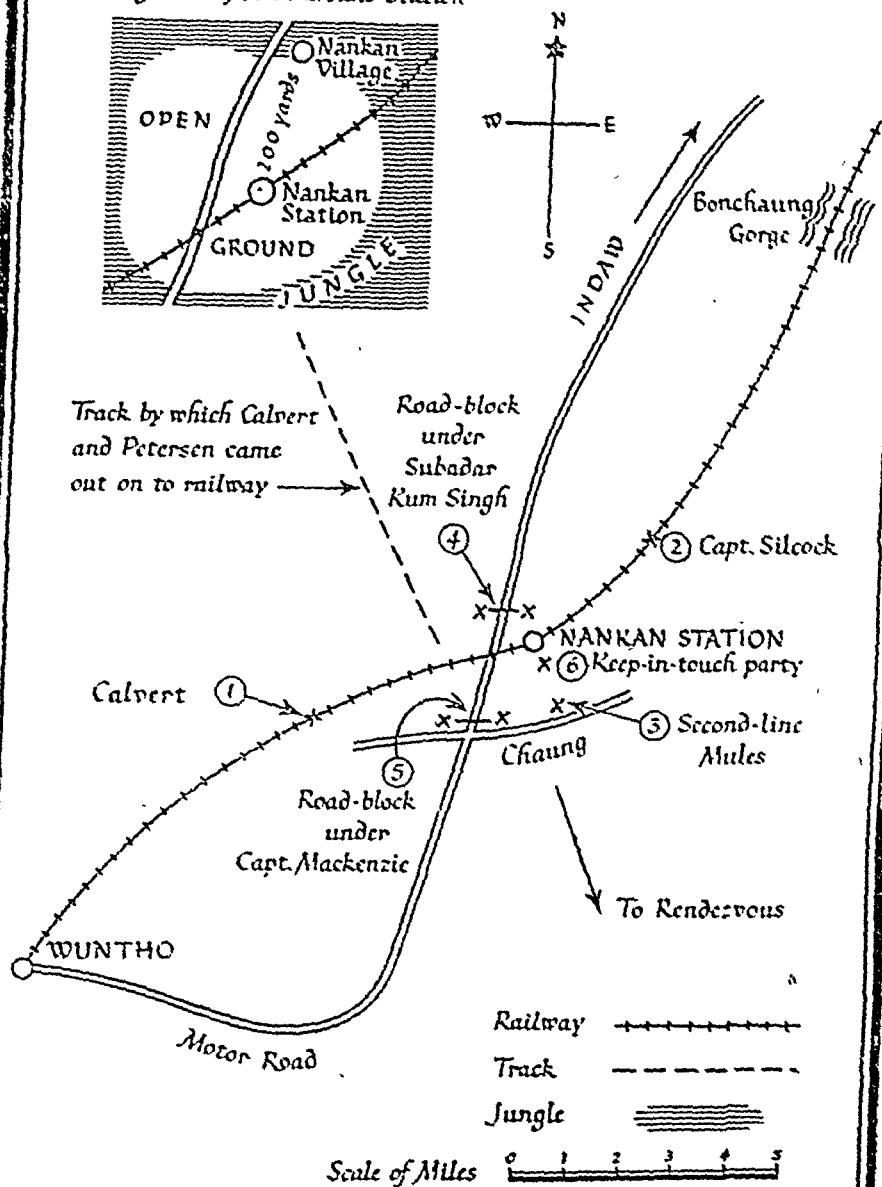 Station
Nankan
Village
OPEN
200 yards
Nankan
Station
GROUND
JUNGLE
N
W
E
S
Bonchaung
Gorge
INDAW
Track by which Calvert
and Petersen came
out on to railway
Road-block
under
Subadar
Kum Singh
4
2 Capt. Silcock
NANKAN STATION
6 Keep-in-touch party
Calvert 1
3 Second-line
Mules
Chaung
5
Road-block
under
Capt. Mackenzie
To Rendezvous
WUNTHO
Motor Road
Railway
Track
Jungle
Scale of Miles 0 1 2 3 4 5